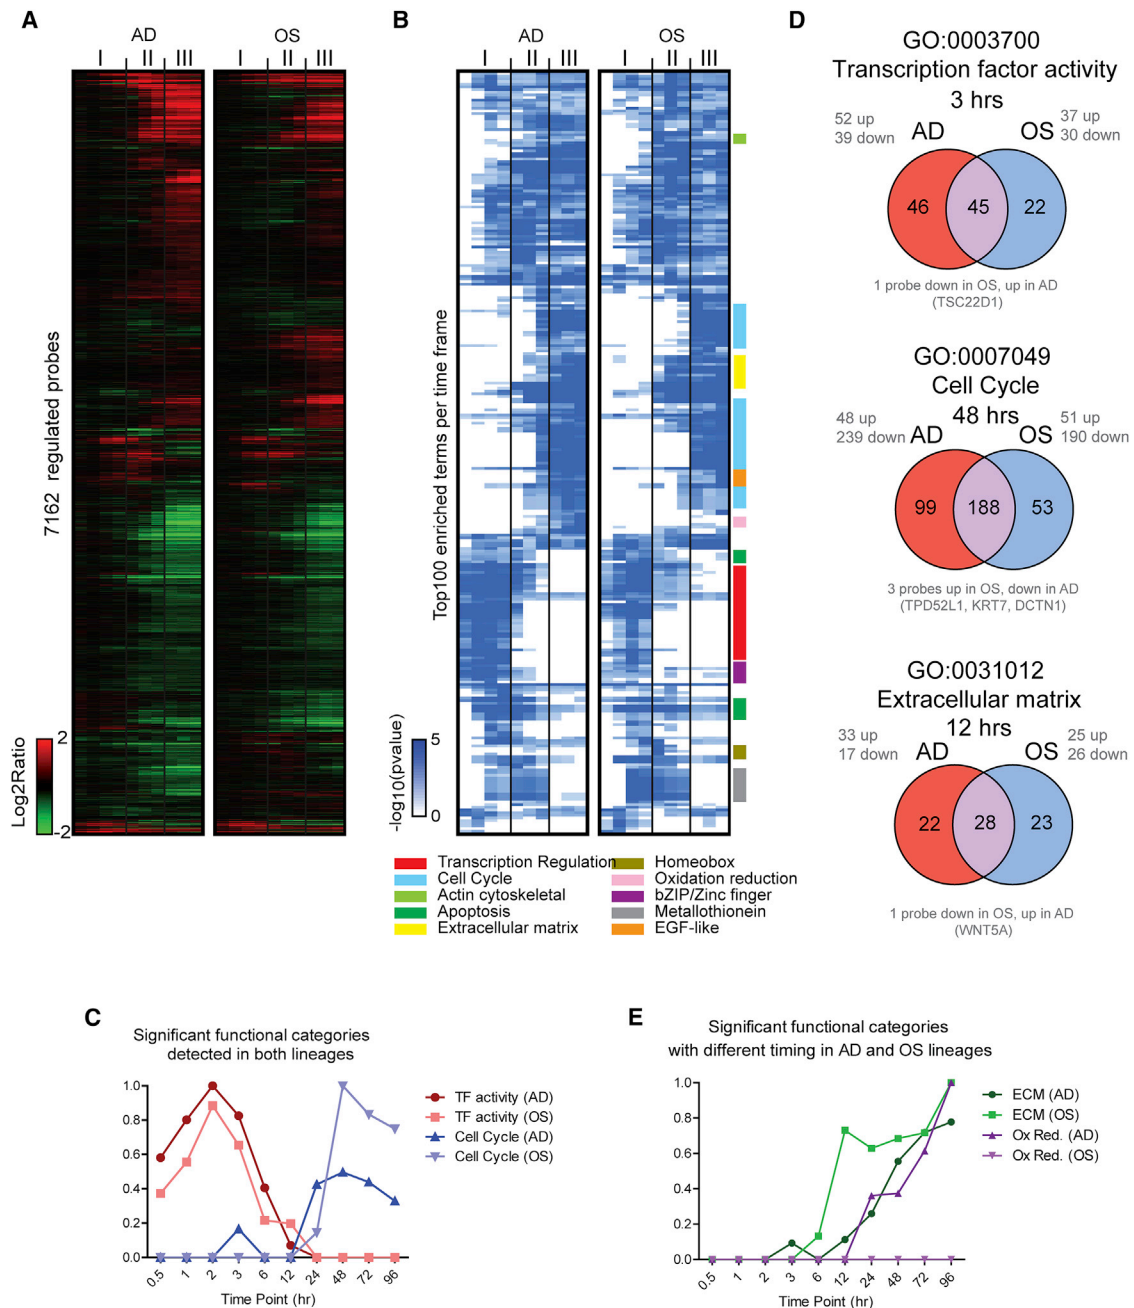 A
AD
OS
I
II
III
I
II
III
7162 regulated probes
Log2Ratio
2
-2
B
AD
OS
I
II
III
I
II
III
Top100 enriched terms per time frame
-log10(pvalue)
5
0
Transcription Regulation
Cell Cycle
Actin cytoskeletal
Apoptosis
Extracellular matrix
Homeobox
Oxidation reduction
bZIP/Zinc finger
Metallothionein
EGF-like
D
GO:0003700
Transcription factor activity
3 hrs
52 up
39 down
AD
OS
37 up
30 down
46
45
22
1 probe down in OS, up in AD
(TSC22D1)
GO:0007049
Cell Cycle
48 hrs
48 up
239 down
AD
OS
51 up
190 down
99
188
53
3 probes up in OS, down in AD
(TPD52L1, KRT7, DCTN1)
GO:0031012
Extracellular matrix
12 hrs
33 up
17 down
AD
OS
25 up
26 down
22
28
23
1 probe down in OS, up in AD
(WNT5A)
C
Significant functional categories
detected in both lineages
1.0
0.8
0.6
0.4
0.2
0.0
0.5
1
2
3
6
12
24
48
72
96
Time Point (hr)
TF activity (AD)
TF activity (OS)
Cell Cycle (AD)
Cell Cycle (OS)
E
Significant functional categories
with different timing in AD and OS lineages
1.0
0.8
0.6
0.4
0.2
0.0
0.5
1
2
3
6
12
24
48
72
96
Time Point (hr)
ECM (AD)
ECM (OS)
Ox Red. (AD)
Ox Red. (OS)